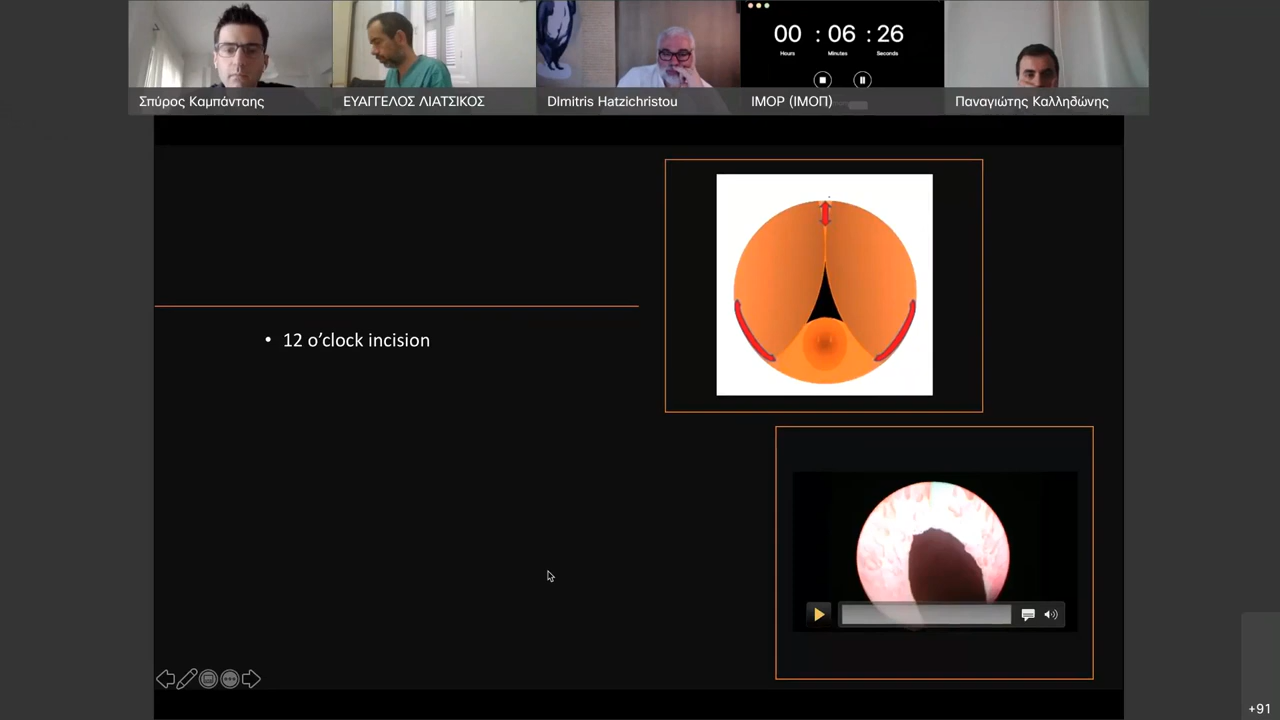 00 : 06 : 26
Hours Minutes Seconds
Σπύρος Καμπάνταης
ΕΥΑΓΓΕΛΟΣ ΛΙΑΤΣΙΚΟΣ
DImitris Hatzichristou
IMOP (ΙΜΟΠ)
Παναγιώτης Καλληδώνης
• 12 o’clock incision
+91